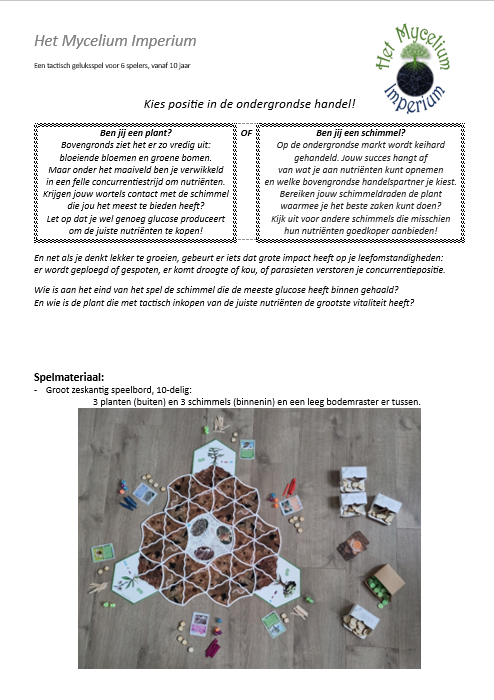 Het Mycelium Imperium
Een tactisch geluksspel voor 6 spelers, vanaf 10 jaar
Het Mycelium
Imperium
Kies positie in de ondergrondse handel!
Ben jij een plant?
Bovengronds ziet het er zo vredig uit:
bloeiende bloemen en groene bomen.
Maar onder het maaiveld ben je verwikkeld
in een felle concurrentiestrijd om nutriënten.
Krijgen jouw wortels contact met de schimmel
die jou het meest te bieden heeft?
Let op dat je wel genoeg glucose produceert
om de juiste nutriënten te kopen!
OF
Ben jij een schimmel?
Op de ondergrondse markt wordt keihard
gehandeld. Jouw succes hangt af
van wat je aan nutriënten kunt opnemen
en welke bovengrondse handelspartner je kiest.
Bereiken jouw schimmeldraden de plant
waarmee je het beste zaken kunt doen?
Kijk uit voor andere schimmels die misschien
hun nutriënten goedkoper aanbieden!
En net als je denkt lekker te groeien, gebeurt er iets dat grote impact heeft op je leefomstandigheden:
er wordt geploegd of gespoten, er komt droogte of kou, of parasieten verstoren je concurrentiepositie.
Wie is aan het eind van het spel de schimmel die de meeste glucose heeft binnen gehaald?
En wie is de plant die met tactisch inkopen van de juiste nutriënten de grootste vitaliteit heeft?
Spelmateriaal:
- Groot zeskantig speelbord, 10-delig:
3 planten (buiten) en 3 schimmels (binnenin) en een leeg bodemraster er tussen.